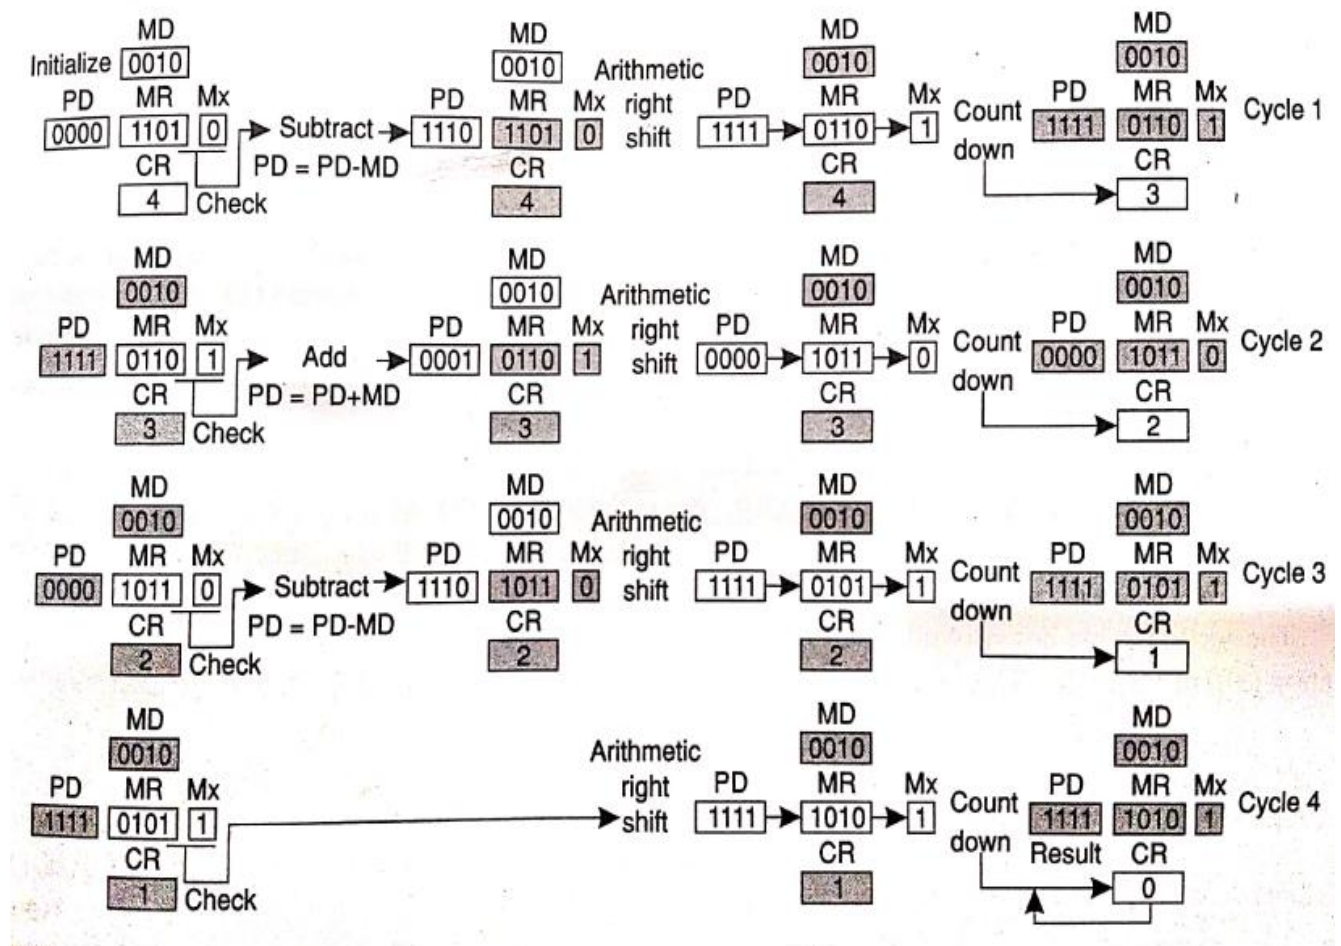 MD MD MD MD
Initialize 0010 0010 Arithmetic 0010 0010
PD MR Mx PD MR Mx right PD MR Mx Count PD MR Mx Cycle 1
0000 1101 0 Subtract 1110 1101 0 shift 1111 0110 1 down 1111 0110 1
CR PD = PD-MD CR CR CR
4 Check 4 4 3
MD MD MD MD
0010 0010 Arithmetic 0010 0010
PD MR Mx PD MR Mx right PD MR Mx Count PD MR Mx Cycle 2
1111 0110 1 Add 0001 0110 1 shift 0000 1011 0 down 0000 1011 0
CR PD = PD+MD CR CR CR
3 Check 3 3 2
MD MD MD MD
0010 0010 Arithmetic 0010 0010
PD MR Mx PD MR Mx right PD MR Mx Count PD MR Mx Cycle 3
0000 1011 0 Subtract 1110 1011 0 shift 1111 0101 1 down 1111 0101 1
CR PD = PD-MD CR CR CR
2 Check 2 2 1
MD MD MD
0010 Arithmetic 0010 0010
PD MR Mx right PD MR Mx Count PD MR Mx Cycle 4
1111 0101 1 shift 1111 1010 1 down 1111 1010 1
CR CR Result CR
1 Check 1 0